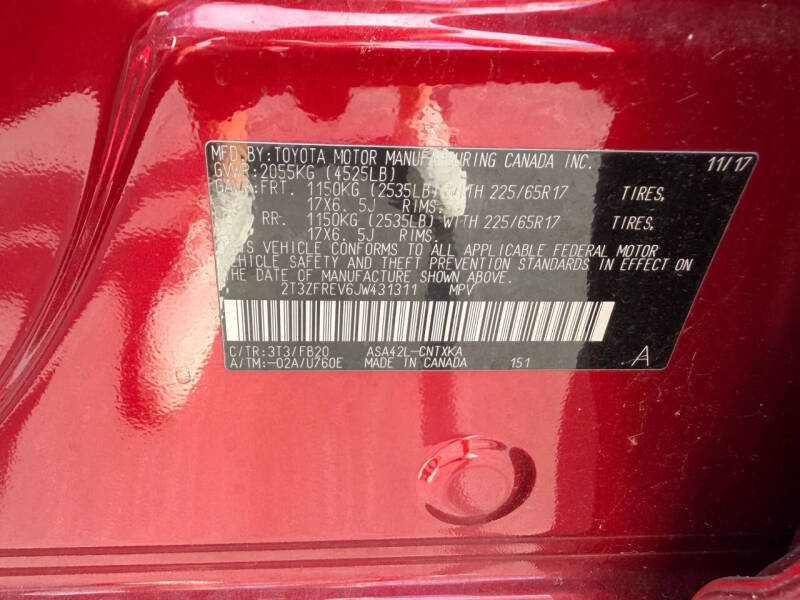 MFD.BY:TOYOTA MOTOR MANUFACTURING CANADA INC. 11/17
GVWR:2055KG (4525LB)
GAWR:FRT. 1150KG (2535LB) WITH 225/65R17 TIRES,
17X6.5J RIMS.
RR. 1150KG (2535LB) WITH 225/65R17 TIRES,
17X6.5J RIMS.
THIS VEHICLE CONFORMS TO ALL APPLICABLE FEDERAL MOTOR
VEHICLE SAFETY AND THEFT PREVENTION STANDARDS IN EFFECT ON
THE DATE OF MANUFACTURE SHOWN ABOVE.
2T3ZFREV6JW431311 MPV
C/TR:3T3/FB20 ASA42L-CNTXKA
A/TM:-02A/U760E MADE IN CANADA 151 A